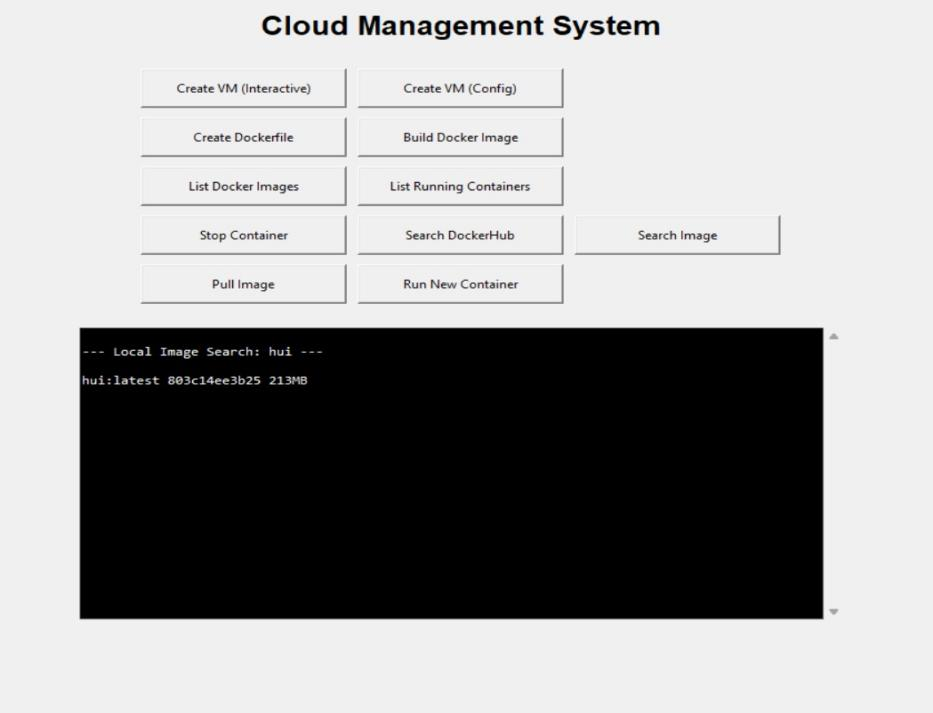 Cloud Management System
Create VM (Interactive)
Create VM (Config)
Create Dockerfile
Build Docker Image
List Docker Images
List Running Containers
Stop Container
Search DockerHub
Search Image
Pull Image
Run New Container
--- Local Image Search: hui ---
hui:latest 803c14ee3b25 213MB